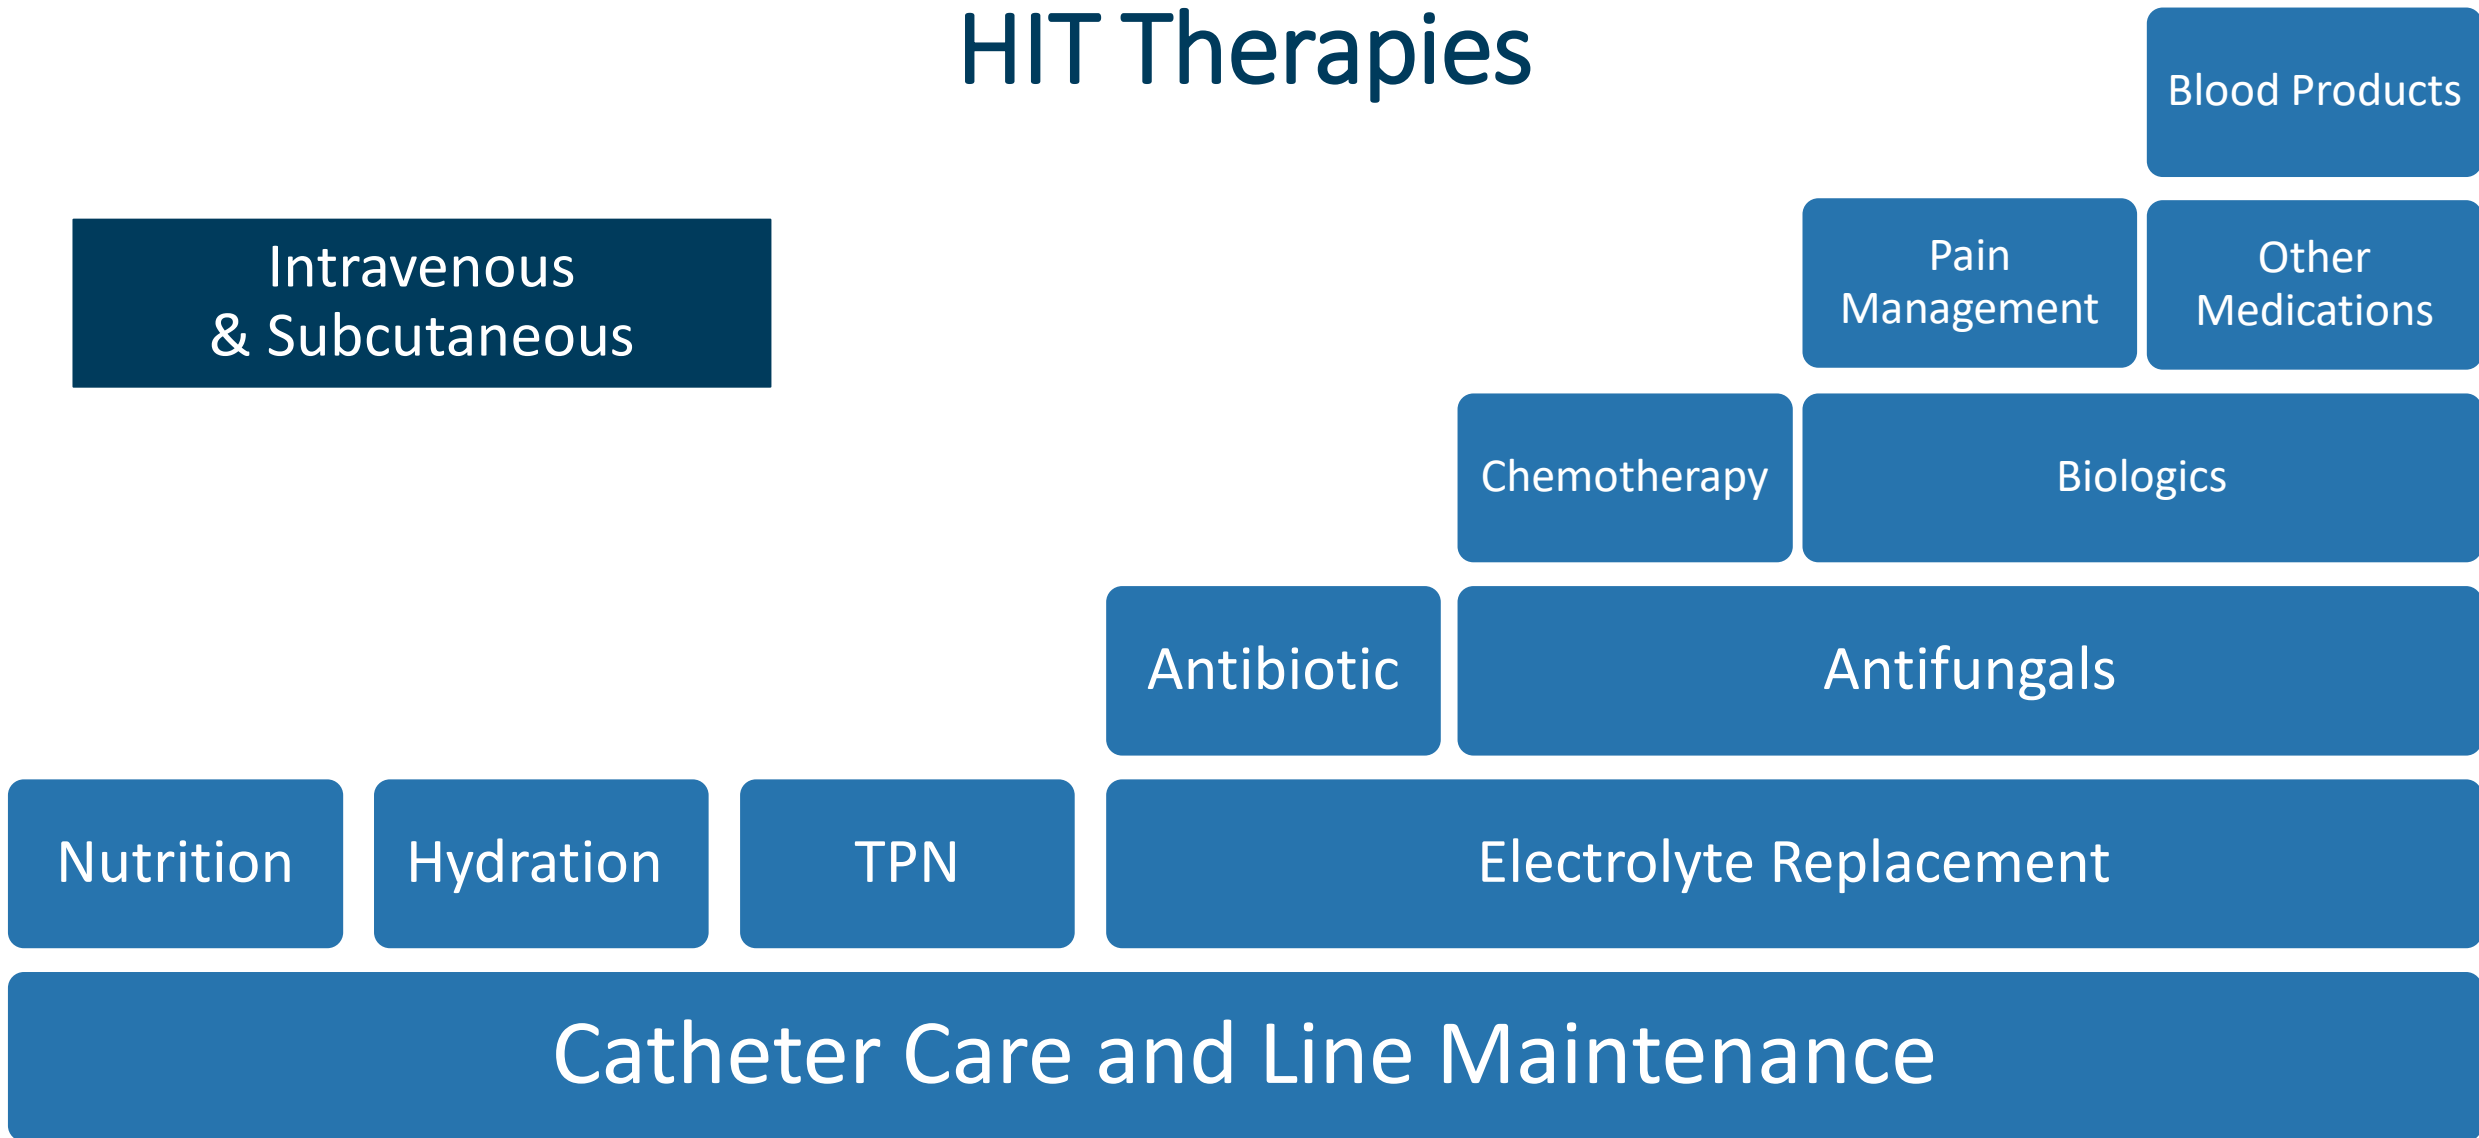 HIT Therapies
Blood Products
Intravenous
& Subcutaneous
Pain
Management
Other
Medications
Chemotherapy
Biologics
Antibiotic
Antifungals
Nutrition
Hydration
TPN
Electrolyte Replacement
Catheter Care and Line Maintenance